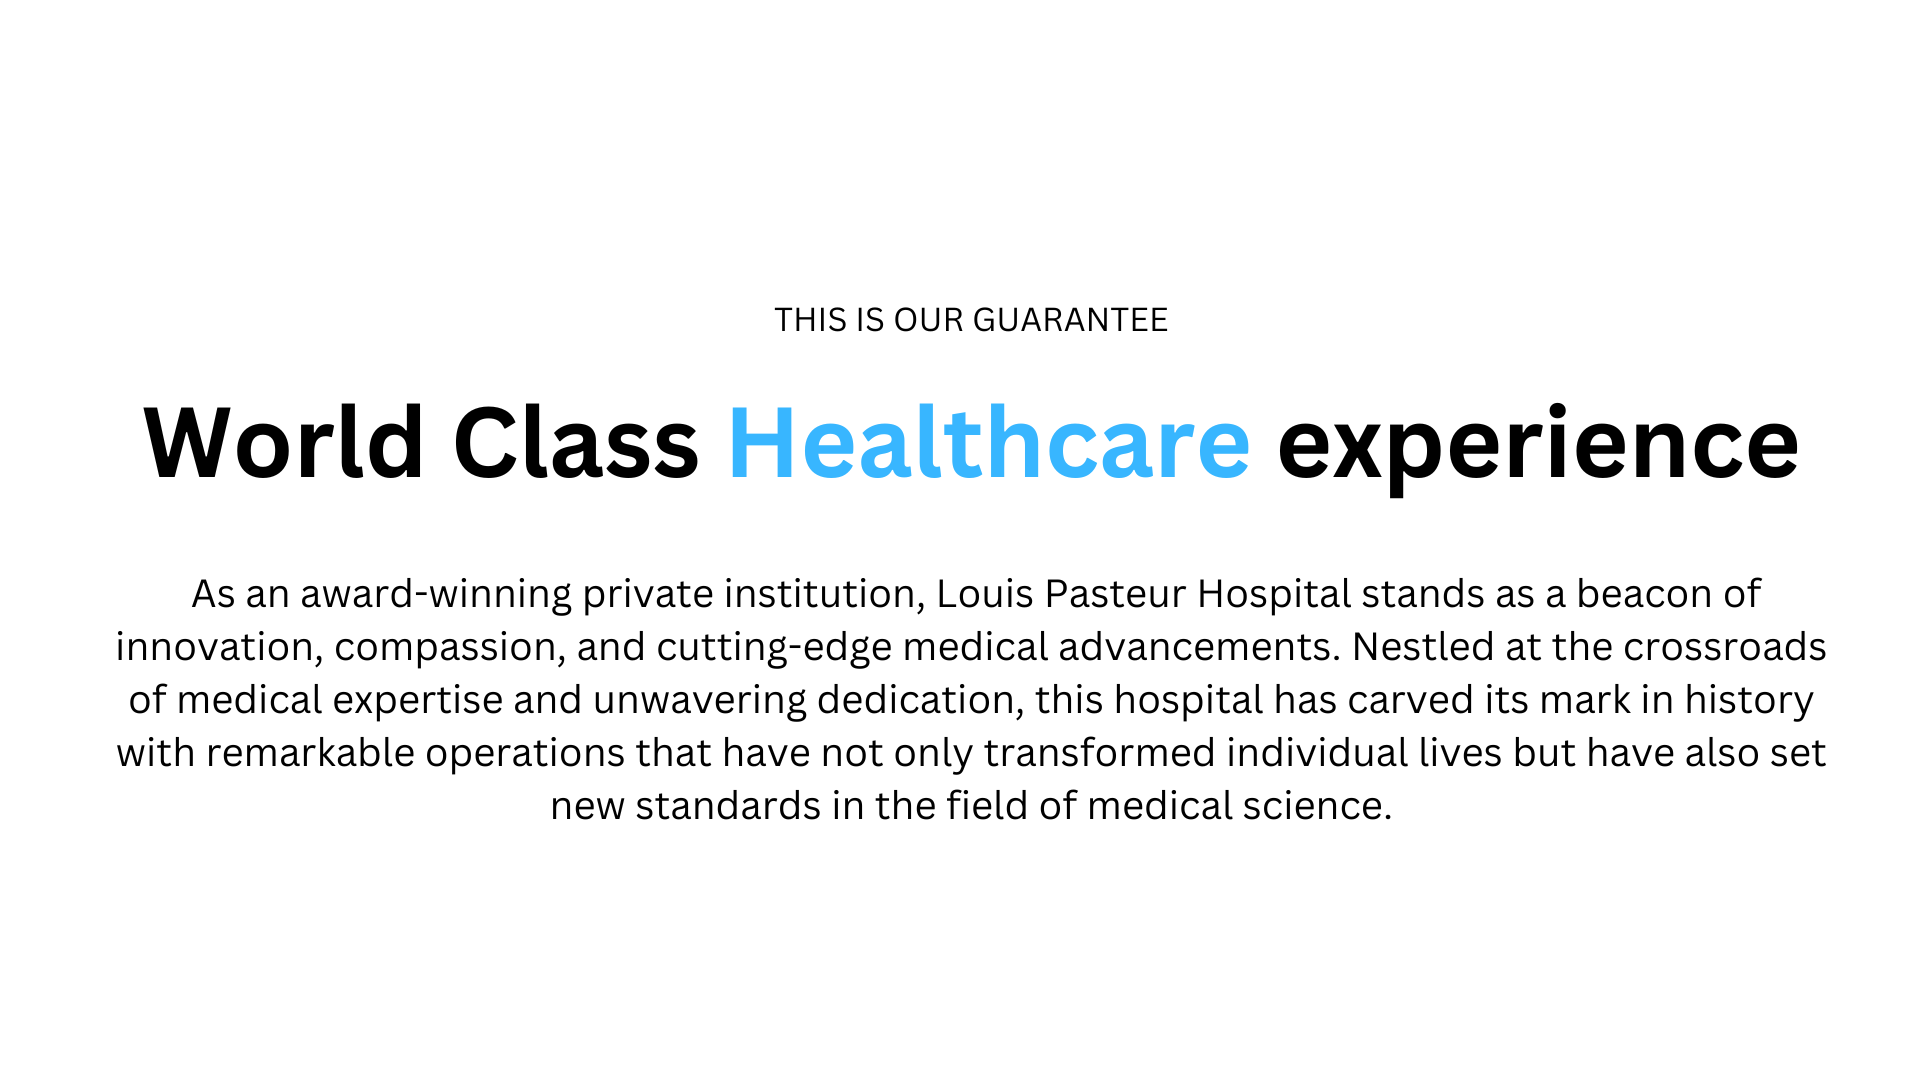 THIS IS OUR GUARANTEE
World Class Healthcare experience
As an award-winning private institution, Louis Pasteur Hospital stands as a beacon of
innovation, compassion, and cutting-edge medical advancements. Nestled at the crossroads
of medical expertise and unwavering dedication, this hospital has carved its mark in history
with remarkable operations that have not only transformed individual lives but have also set
new standards in the field of medical science.